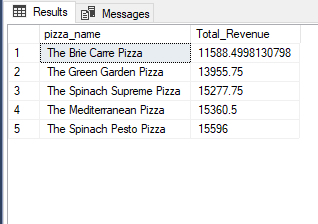 Results Messages
pizza_name Total_Revenue
1 The Brie Carre Pizza 11588.4998130798
2 The Green Garden Pizza 13955.75
3 The Spinach Supreme Pizza 15277.75
4 The Mediterranean Pizza 15360.5
5 The Spinach Pesto Pizza 15596